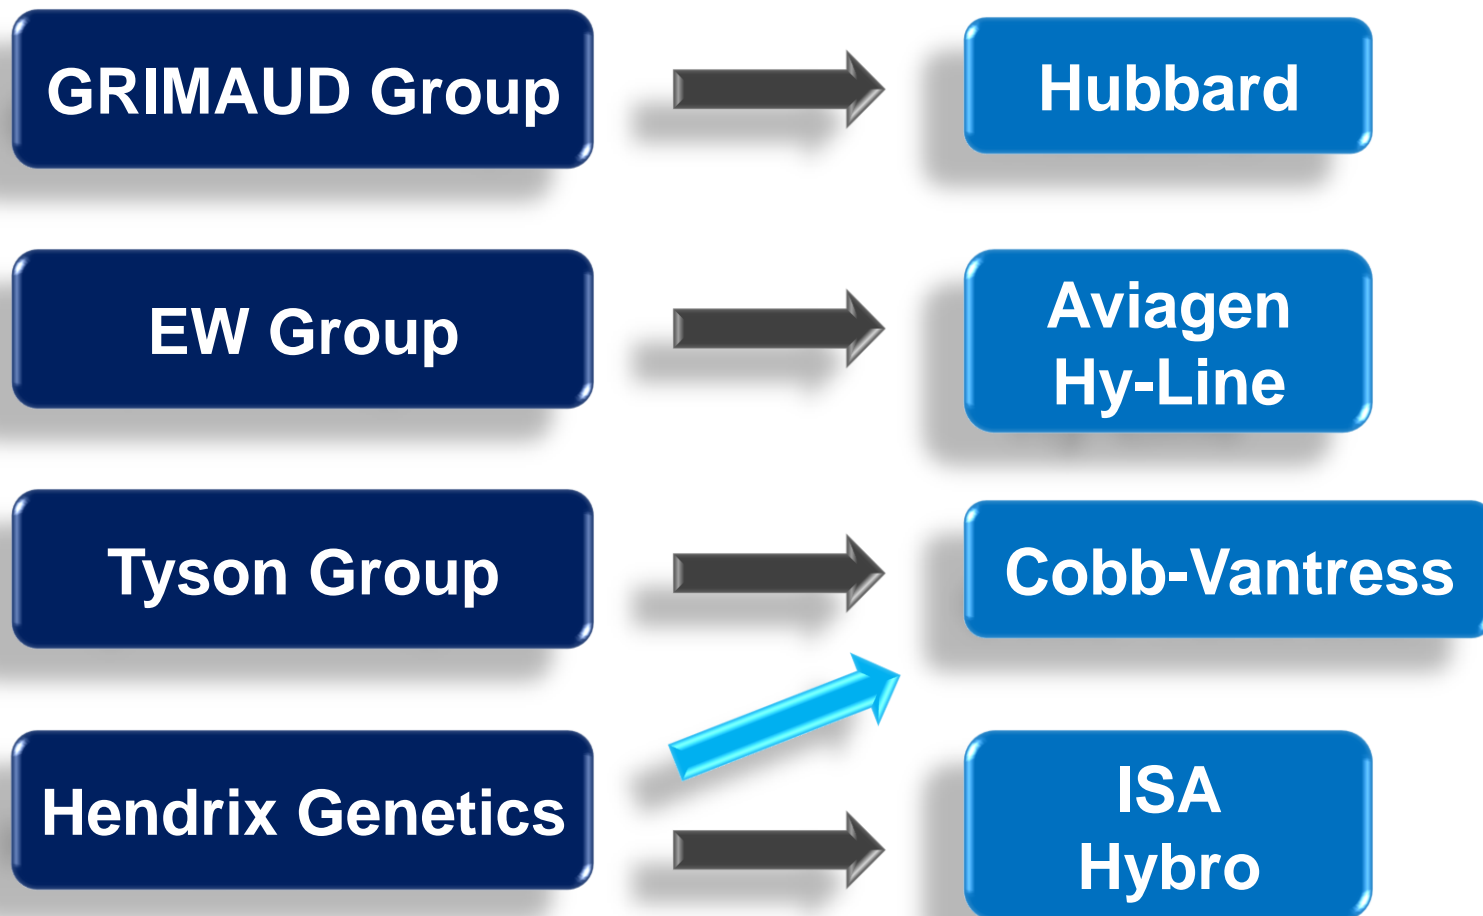 GRIMAUD Group
Hubbard
EW Group
Aviagen
Hy-Line
Tyson Group
Cobb-Vantress
Hendrix Genetics
ISA
Hybro